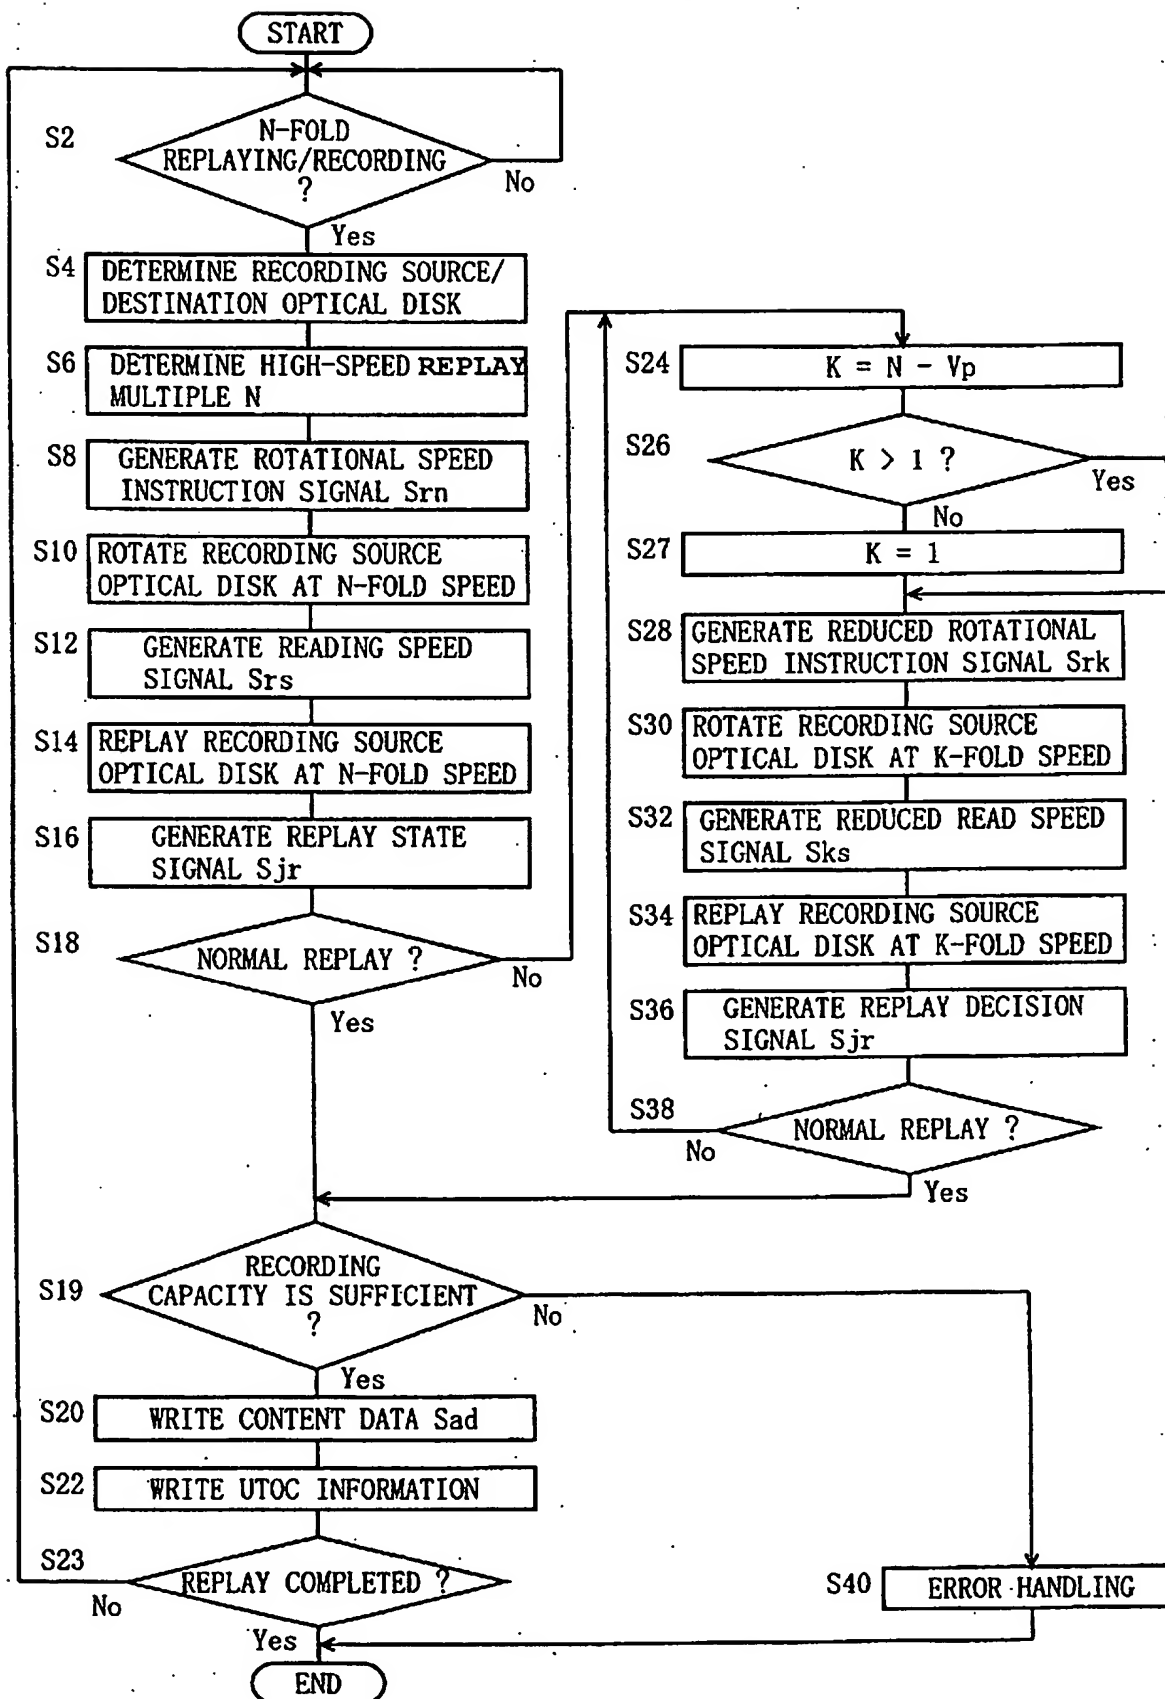 START
S2
N-FOLD
REPLAYING/RECORDING
?
No
Yes
S4
DETERMINE RECORDING SOURCE/
DESTINATION OPTICAL DISK
S6
DETERMINE HIGH-SPEED REPLAY
MULTIPLE N
S8
GENERATE ROTATIONAL SPEED
INSTRUCTION SIGNAL Srn
S10
ROTATE RECORDING SOURCE
OPTICAL DISK AT N-FOLD SPEED
S12
GENERATE READING SPEED
SIGNAL Srs
S14
REPLAY RECORDING SOURCE
OPTICAL DISK AT N-FOLD SPEED
S16
GENERATE REPLAY STATE
SIGNAL Sjr
S18
NORMAL REPLAY ?
No
Yes
S24
K = N - Vp
S26
K > 1 ?
Yes
No
S27
K = 1
S28
GENERATE REDUCED ROTATIONAL
SPEED INSTRUCTION SIGNAL Srk
S30
ROTATE RECORDING SOURCE
OPTICAL DISK AT K-FOLD SPEED
S32
GENERATE REDUCED READ SPEED
SIGNAL Sks
S34
REPLAY RECORDING SOURCE
OPTICAL DISK AT K-FOLD SPEED
S36
GENERATE REPLAY DECISION
SIGNAL Sjr
S38
NORMAL REPLAY ?
No
Yes
S19
RECORDING
CAPACITY IS SUFFICIENT
?
No
Yes
S20
WRITE CONTENT DATA Sad
S22
WRITE UTOC INFORMATION
S23
REPLAY COMPLETED ?
No
Yes
S40
ERROR HANDLING
END